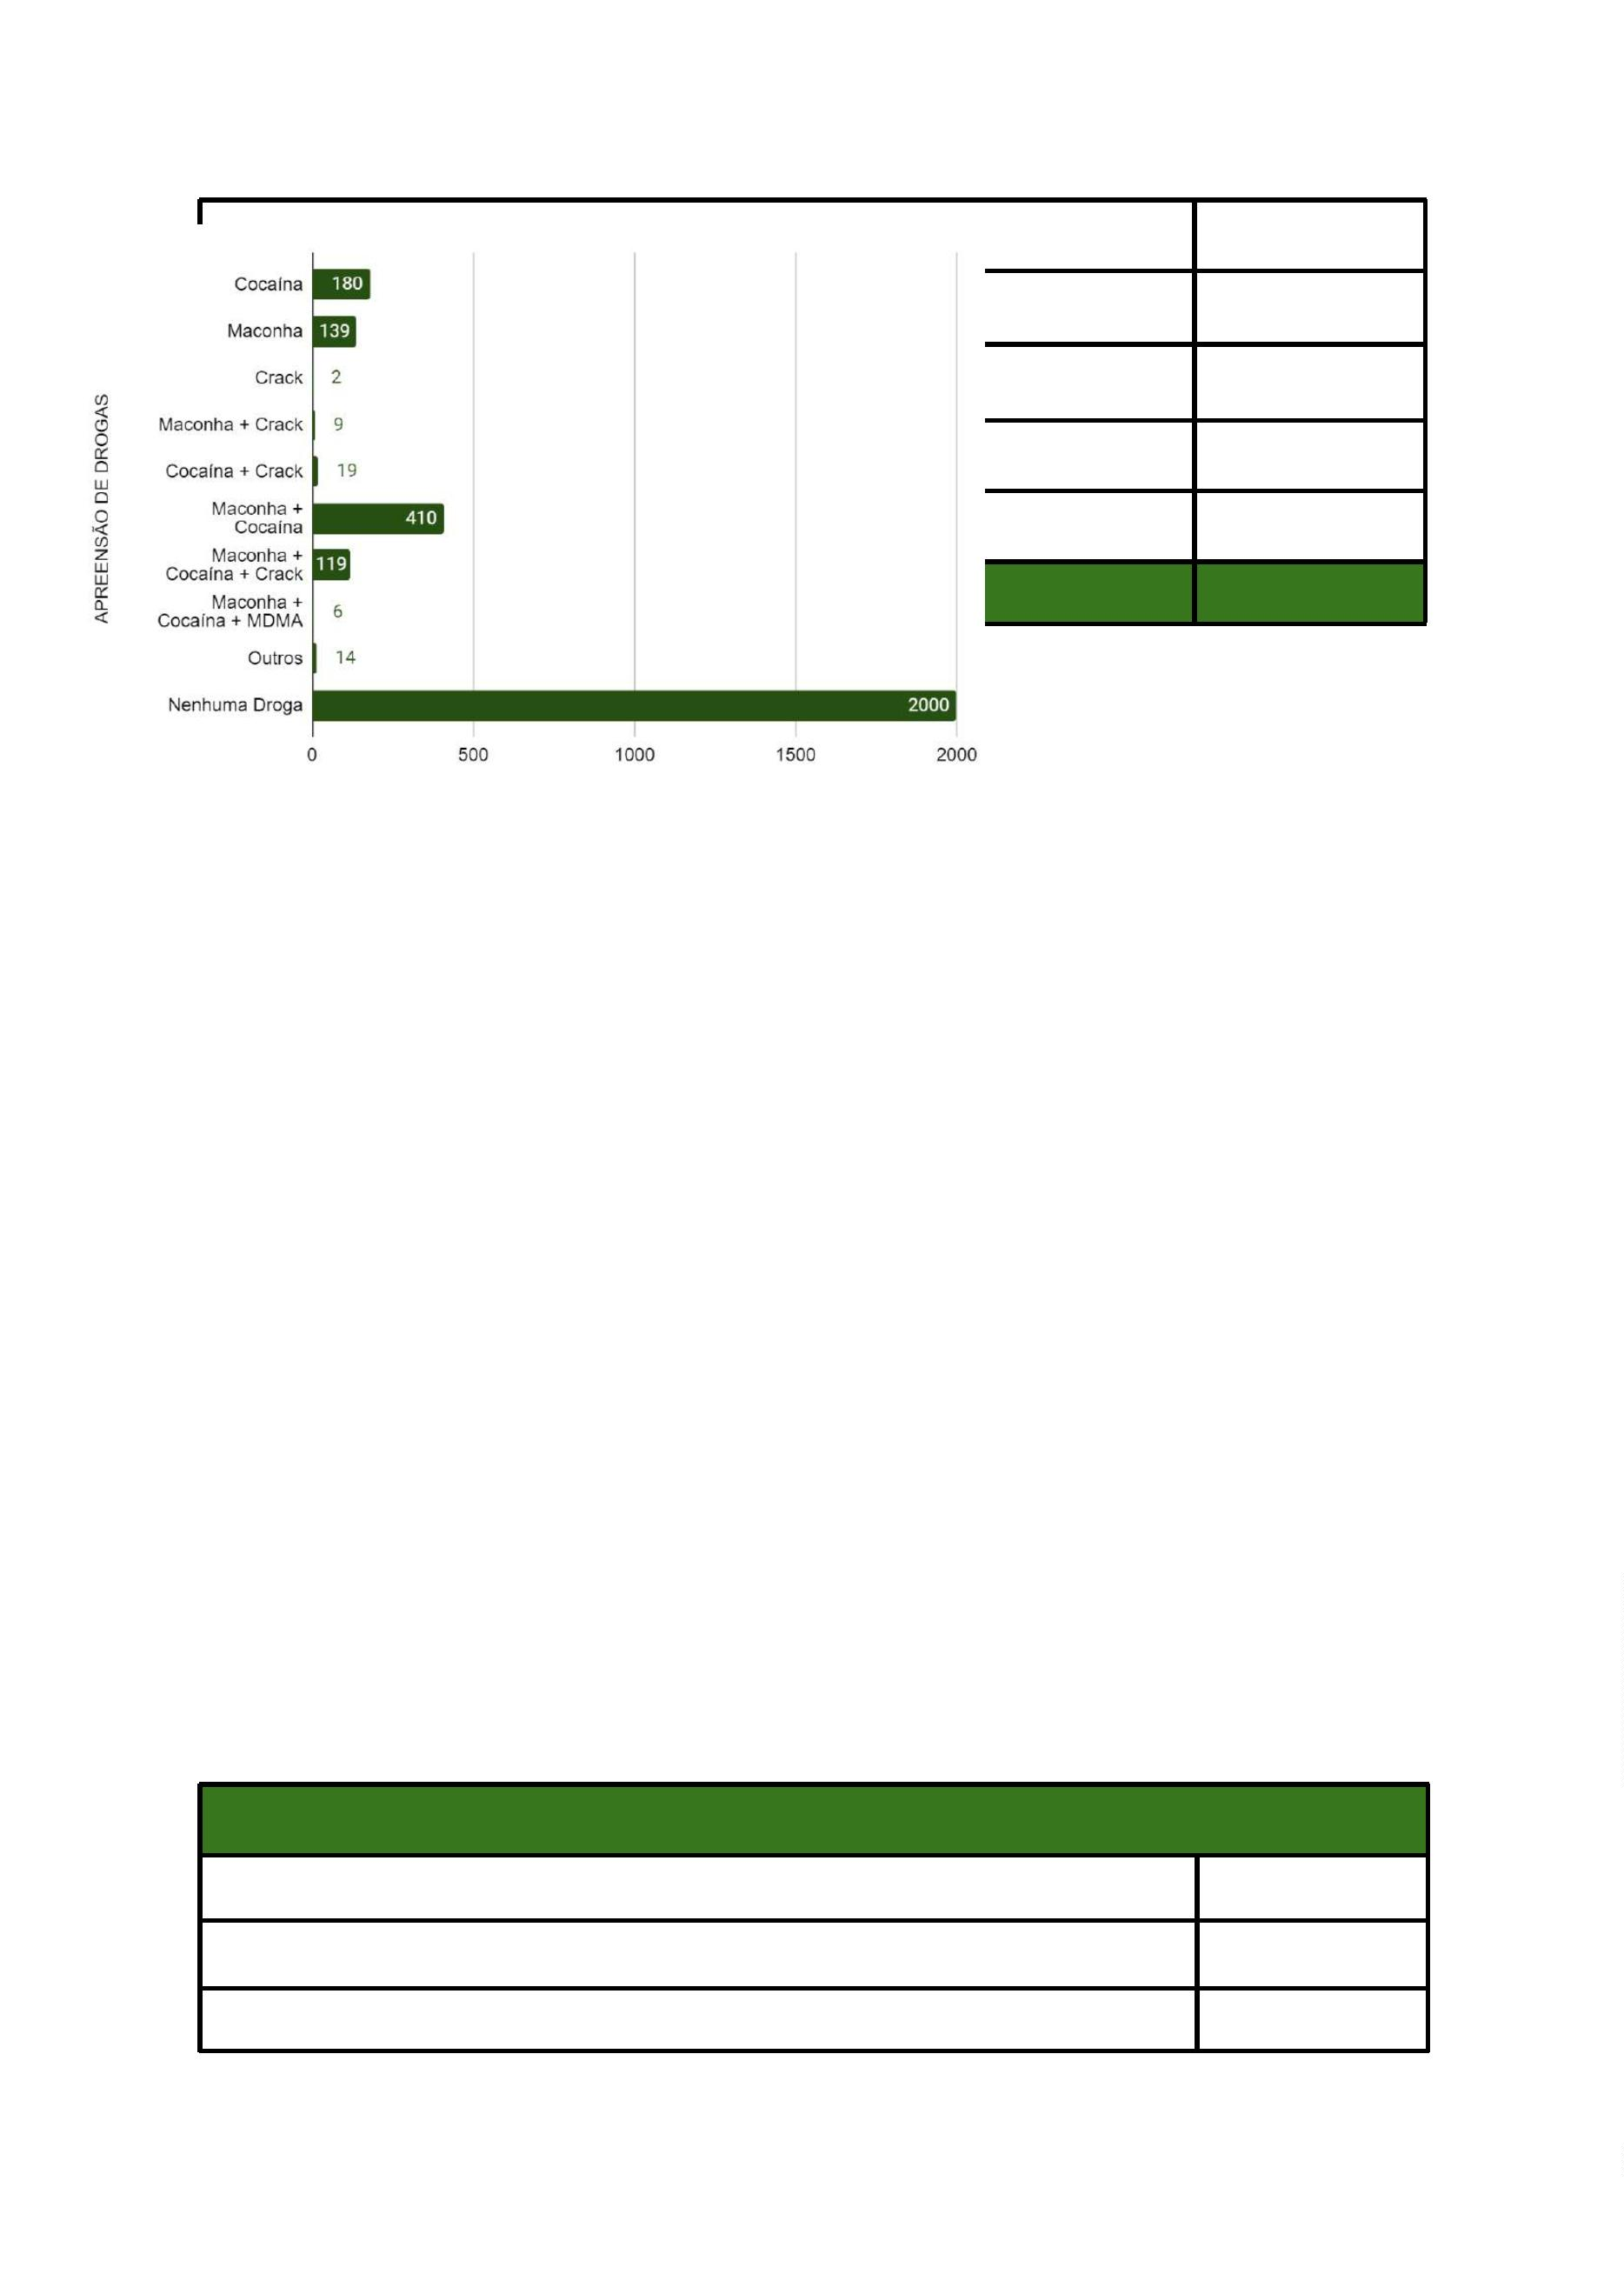 Cocaína 180
Maconha 139
Crack 2
Maconha + Crack 9
Cocaína + Crack 19
Maconha +
Cocaína 410
Maconha +
Cocaína + Crack 119
Maconha +
Cocaína + MDMA 6
Outros 14
Nenhuma Droga 2000
0 500 1000 1500 2000
APREENSÃO DE DROGAS